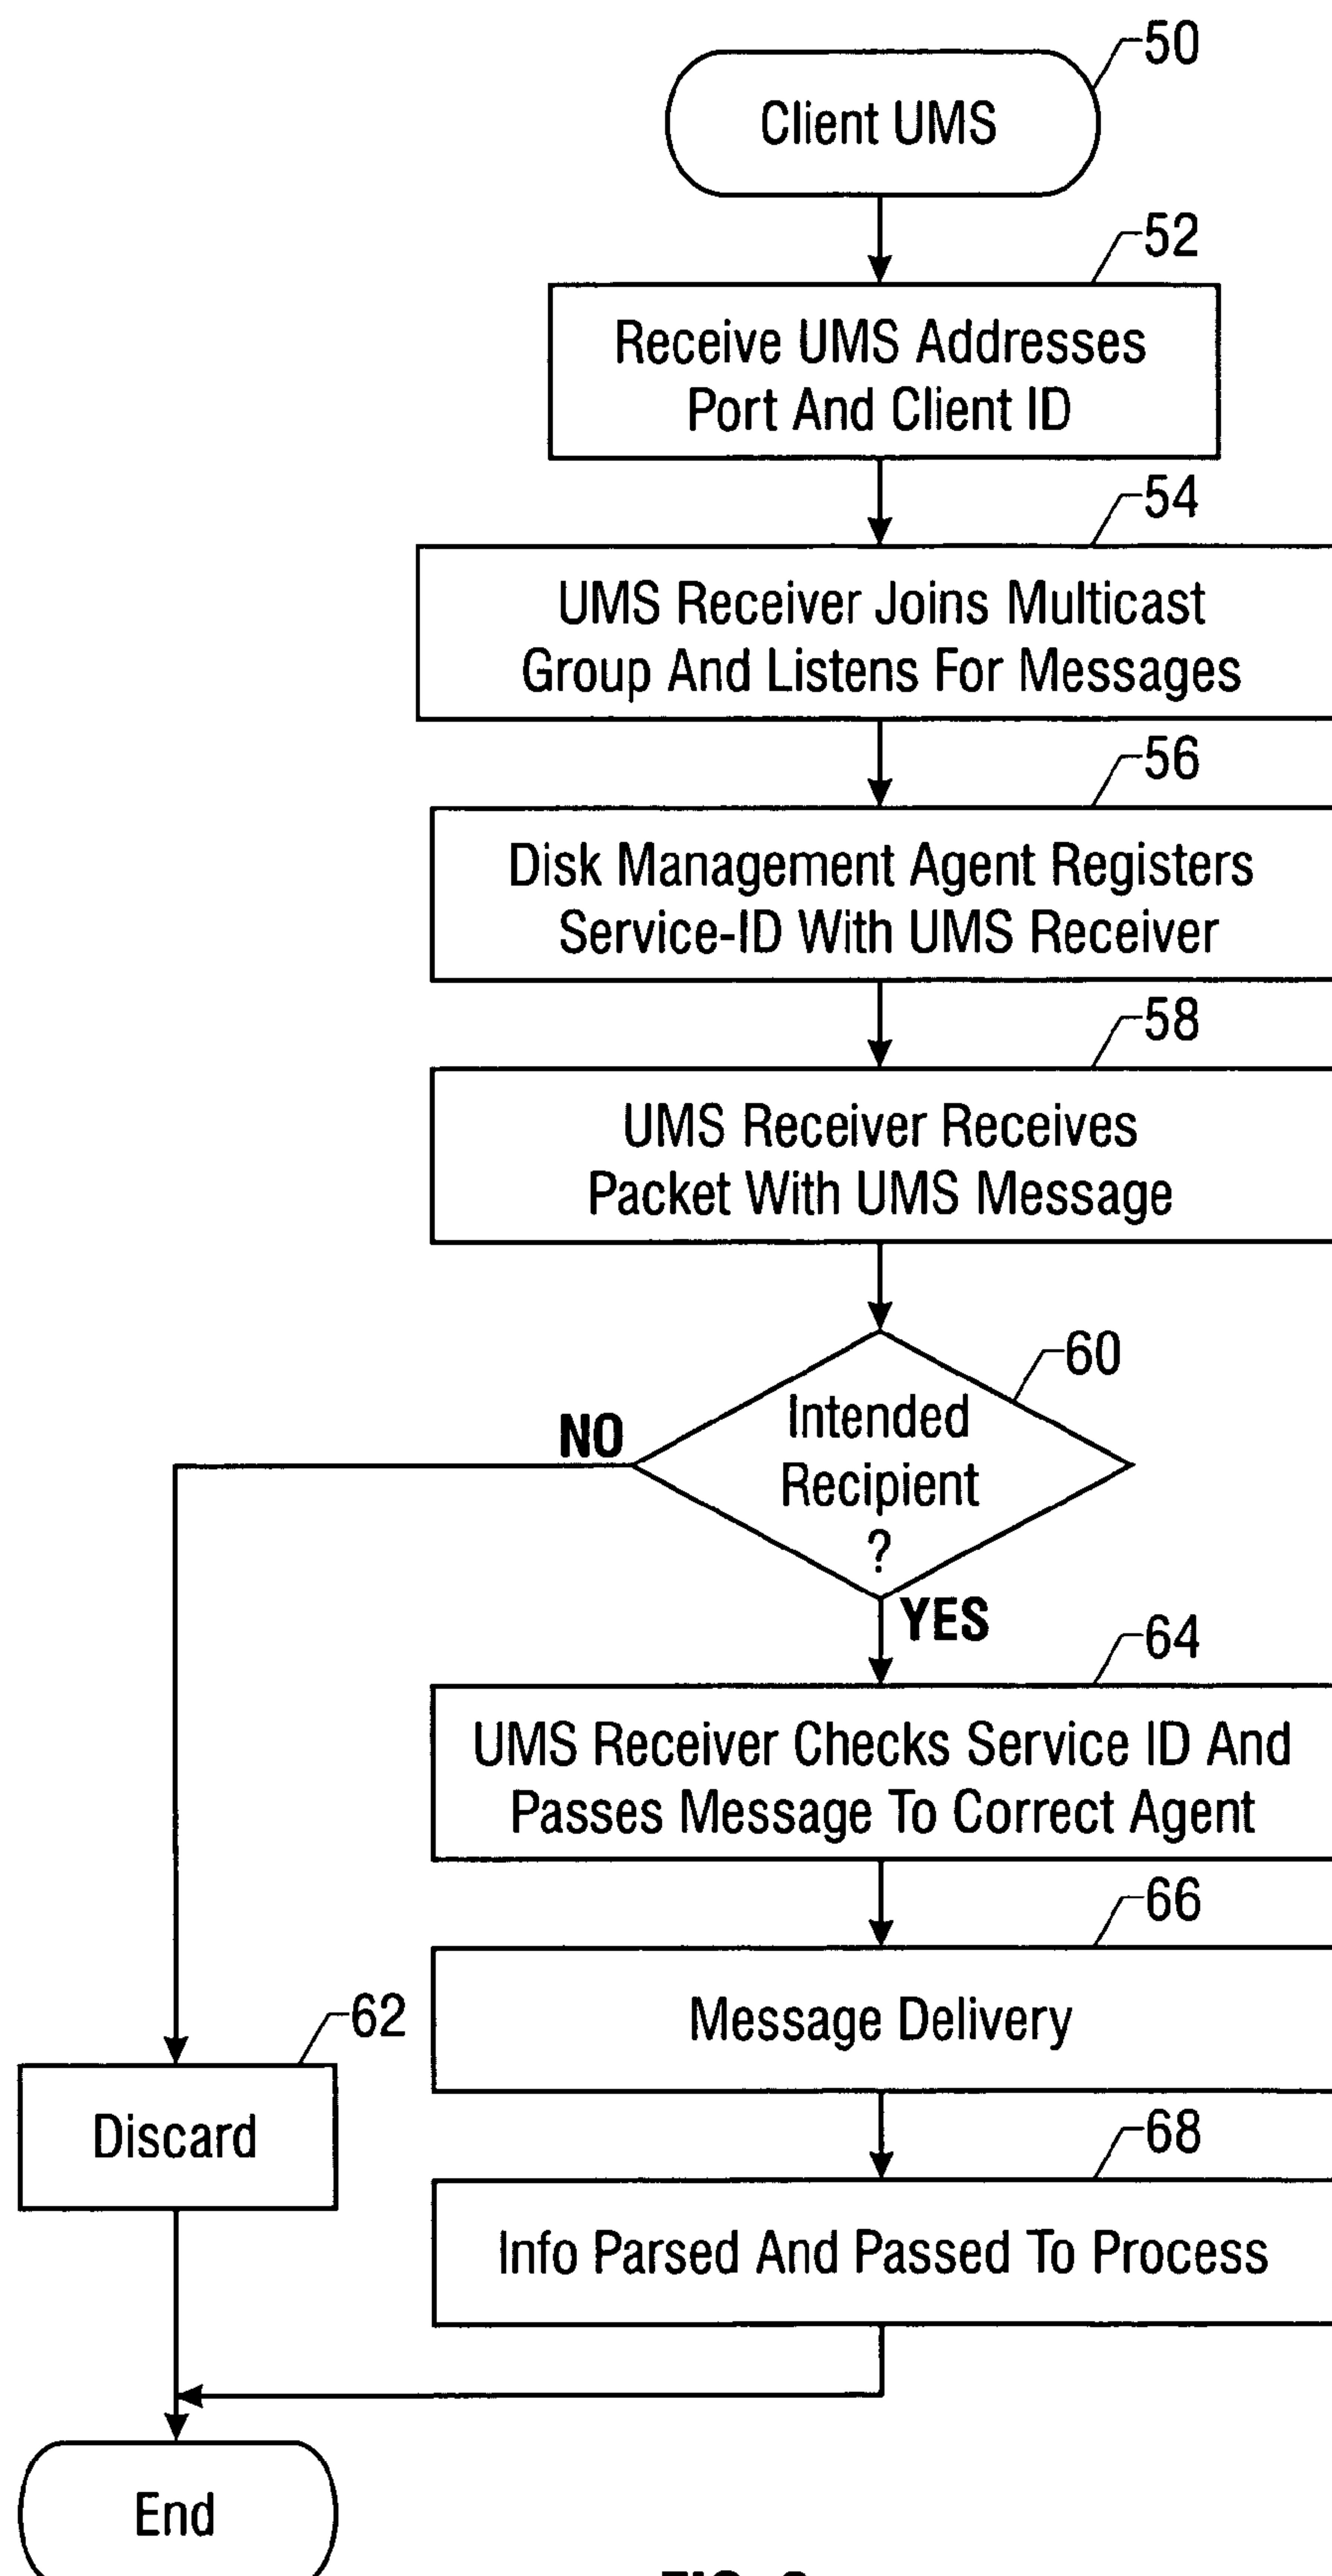 50
Client UMS
52
Receive UMS Addresses
Port And Client ID
54
UMS Receiver Joins Multicast
Group And Listens For Messages
56
Disk Management Agent Registers
Service-ID With UMS Receiver
58
UMS Receiver Receives
Packet With UMS Message
60
Intended
Recipient
?
NO
YES
64
UMS Receiver Checks Service ID And
Passes Message To Correct Agent
66
Message Delivery
62
Discard
68
Info Parsed And Passed To Process
End